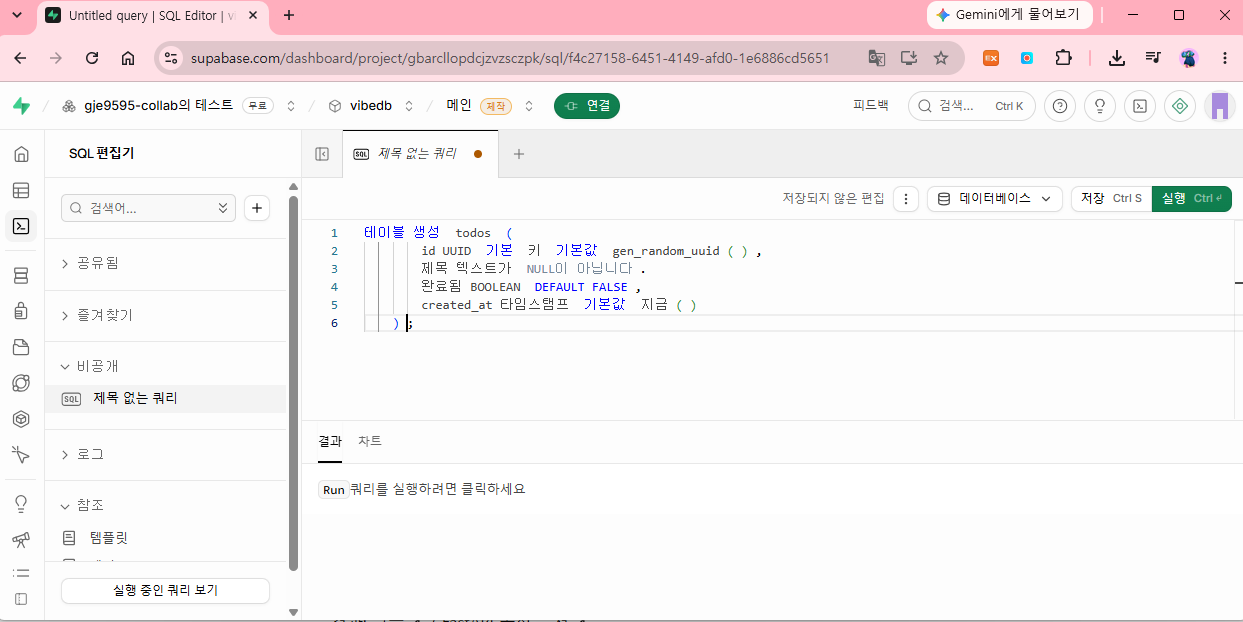 Untitled query | SQL Editor | vi
Gemini에게 물어보기
supabase.com/dashboard/project/gbarcllopdcjzvzsczpk/sql/f4c27158-6451-4149-afd0-1e6886cd5651
gje9595-collab의 테스트 무료 / vibedb / 메인 제작 연결 피드백 검색... Ctrl K
SQL 편집기
SQL 제목 없는 쿼리
저장되지 않은 편집 데이터베이스 저장 Ctrl S 실행 Ctrl ↵
검색어...
공유됨
즐겨찾기
비공개
SQL 제목 없는 쿼리
로그
참조
템플릿
실행 중인 쿼리 보기
1 테이블 생성 todos (
2 id UUID 기본 키 기본값 gen_random_uuid ( ) ,
3 제목 텍스트가 NULL이 아닙니다 .
4 완료됨 BOOLEAN DEFAULT FALSE ,
5 created_at 타임스탬프 기본값 지금 ( )
6 ) ;
결과 차트
Run 쿼리를 실행하려면 클릭하세요